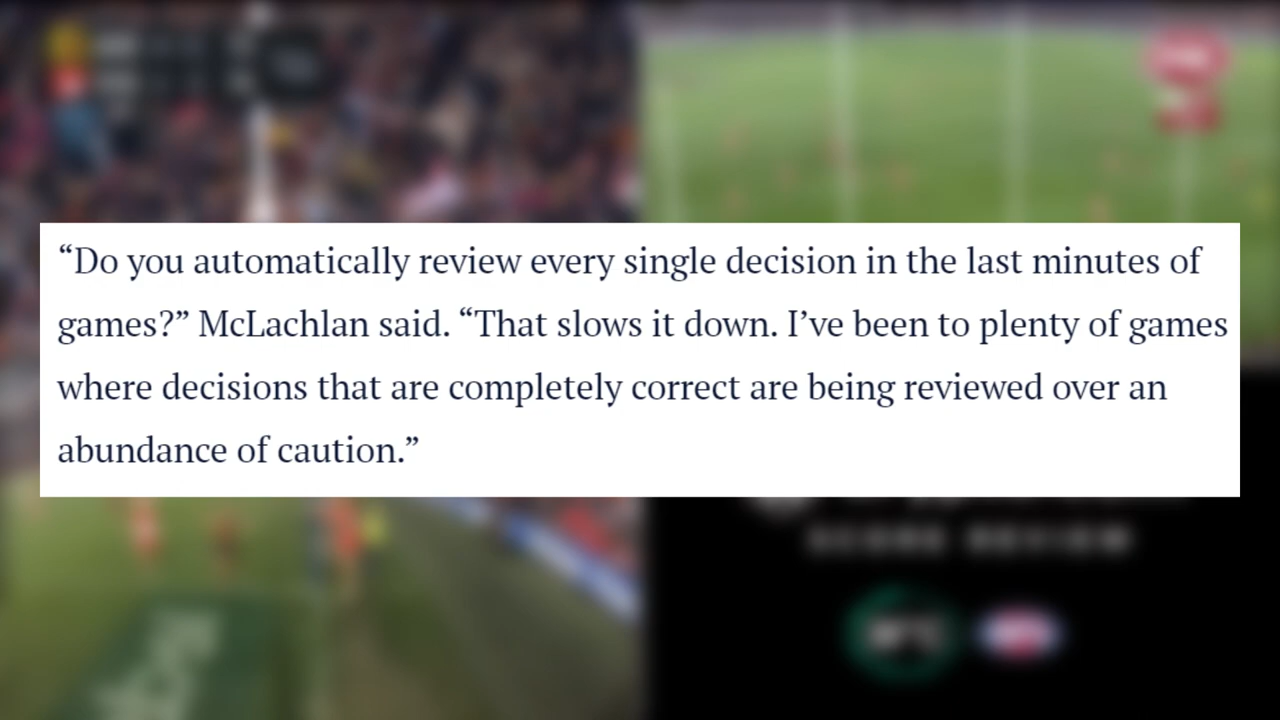 “Do you automatically review every single decision in the last minutes of
games?” McLachlan said. “That slows it down. I’ve been to plenty of games
where decisions that are completely correct are being reviewed over an
abundance of caution.”
SCORE REVIEW